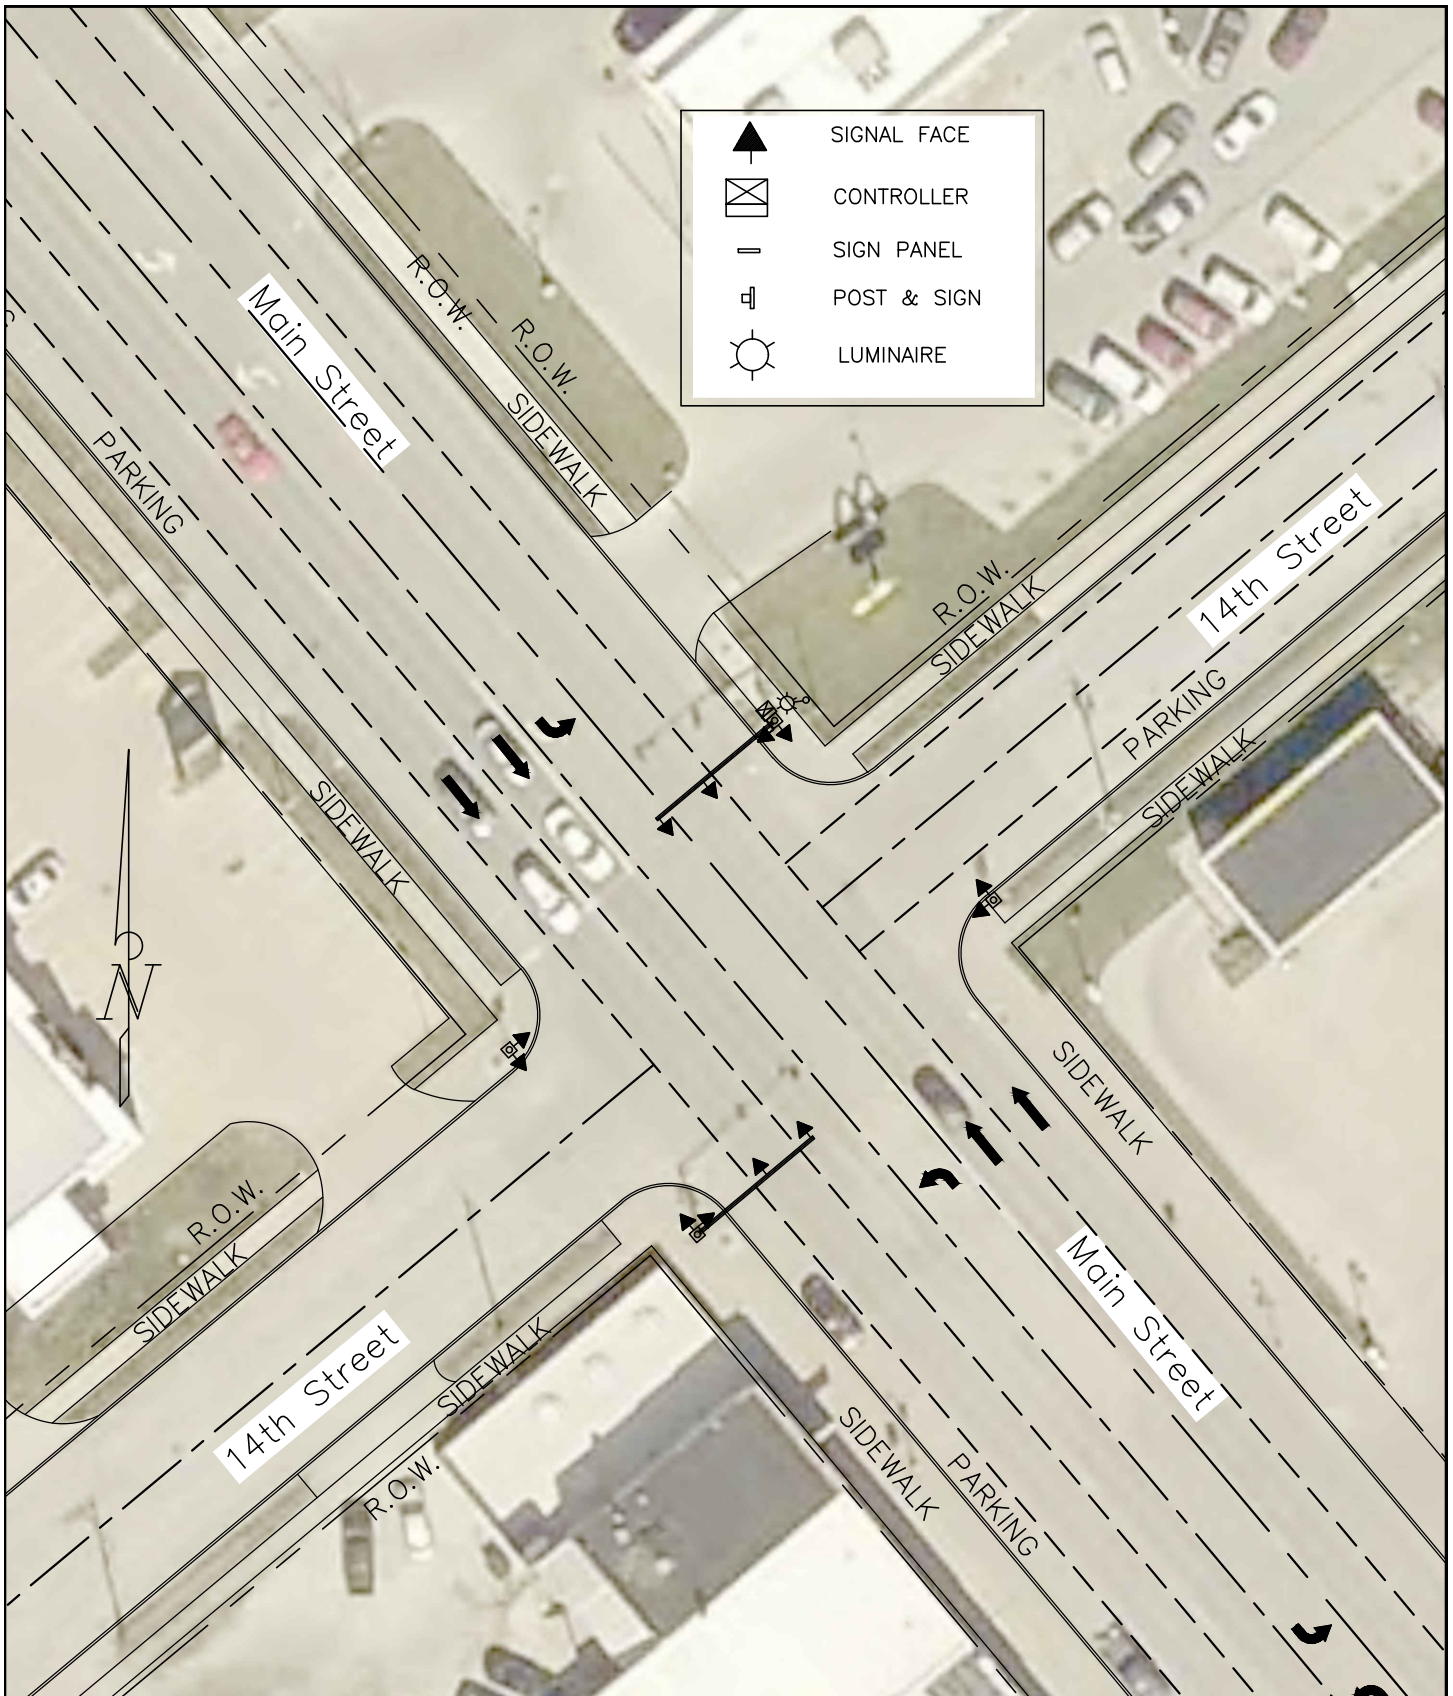 SIGNAL FACE
CONTROLLER
SIGN PANEL
POST & SIGN
LUMINAIRE
R.O.W.
Main Street
R.O.W.
SIDEWALK
PARKING
14th Street
R.O.W.
SIDEWALK
PARKING
SIDEWALK
SIDEWALK
N
SIDEWALK
R.O.W.
SIDEWALK
Main Street
14th Street
SIDEWALK
R.O.W.
SIDEWALK
PARKING